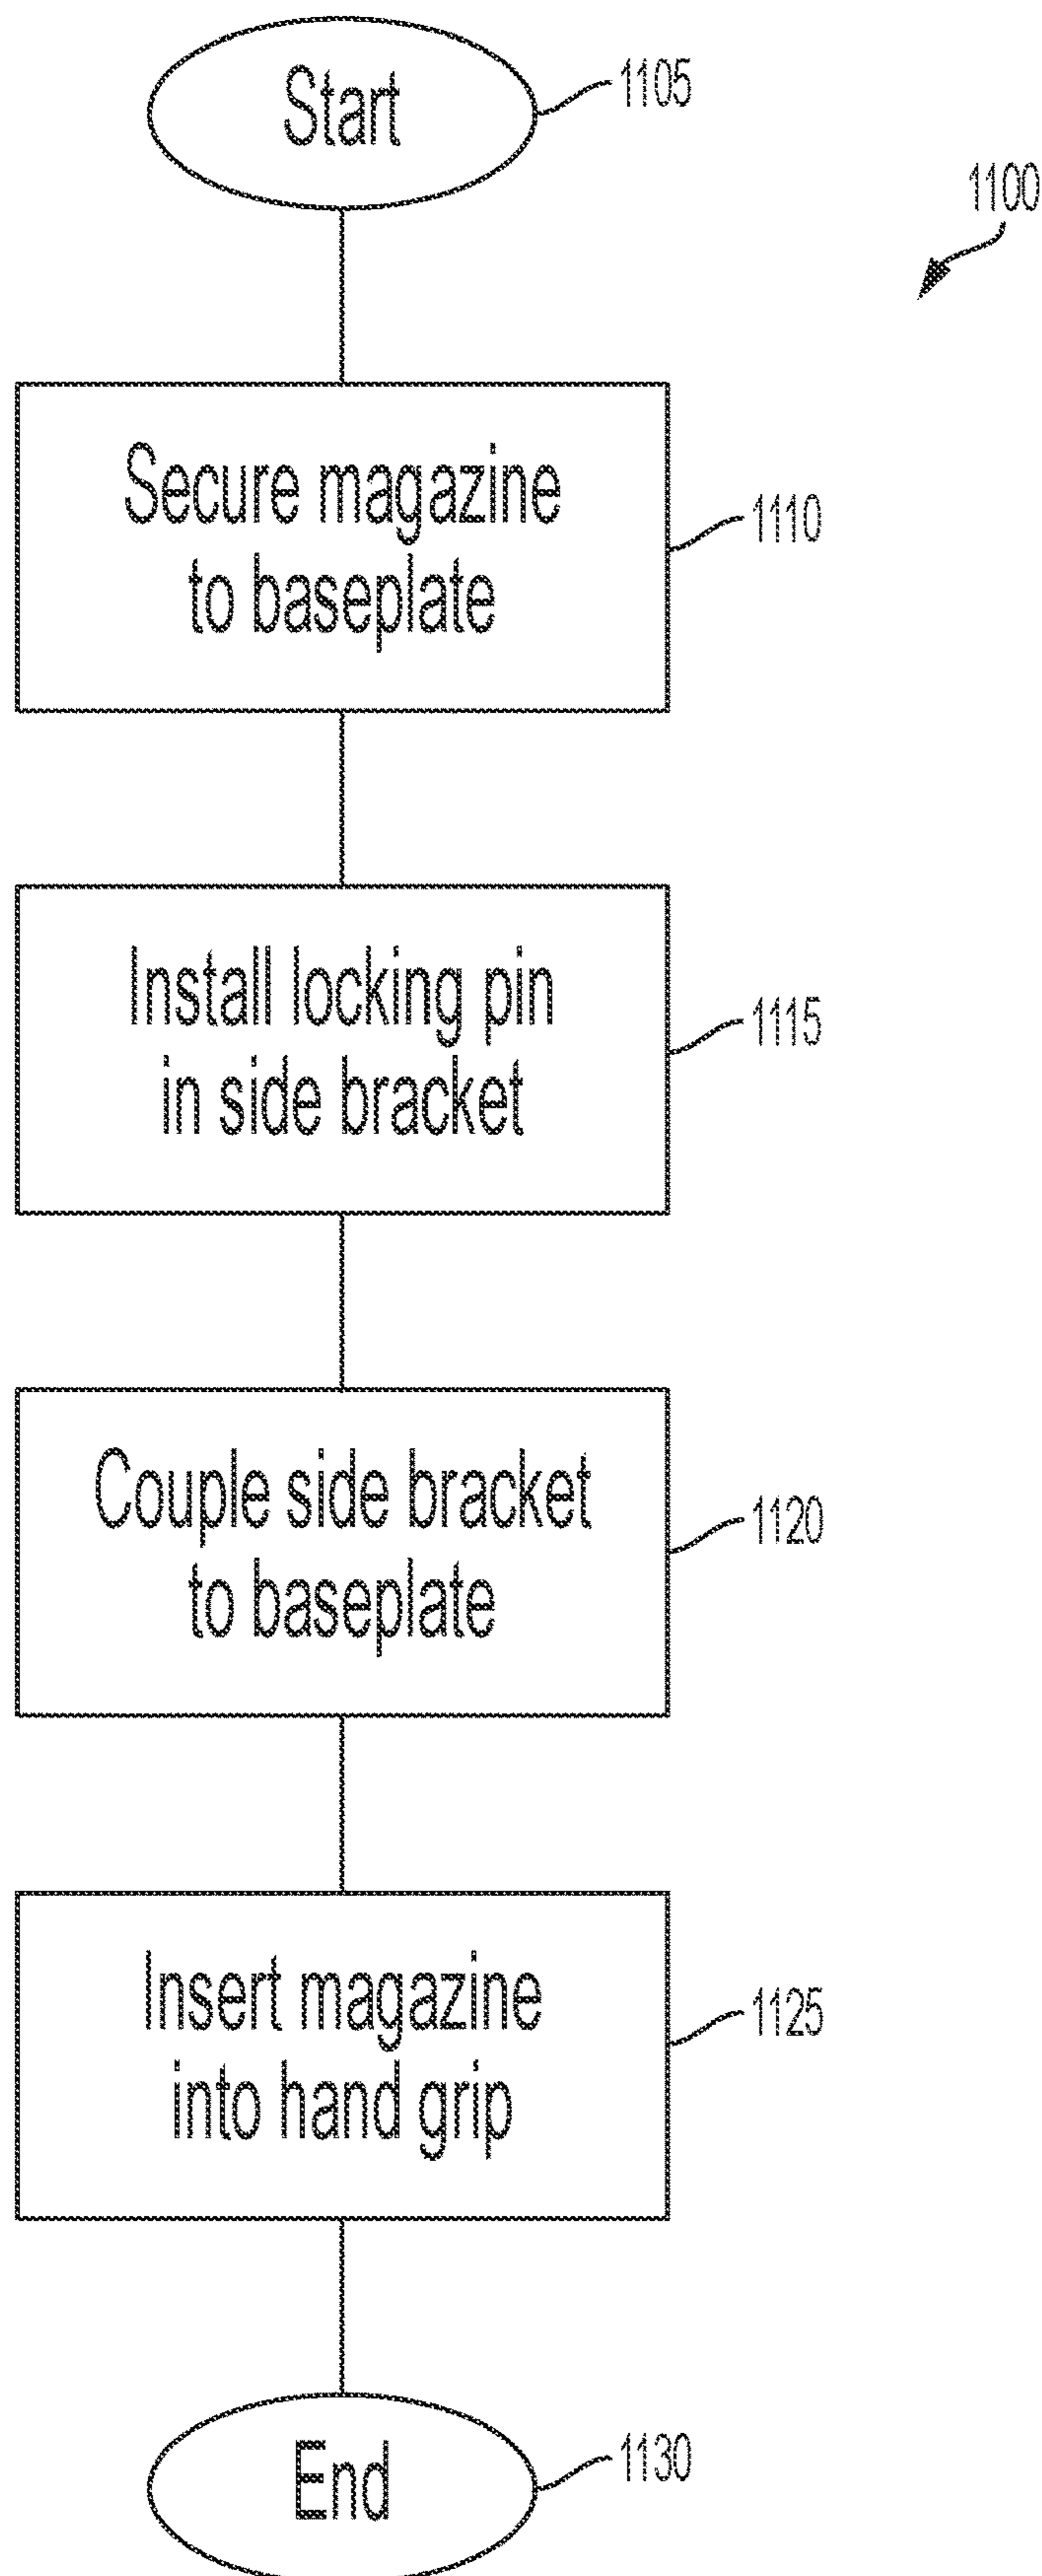 Start
1105
1100
Secure magazine
to baseplate
1110
Install locking pin
in side bracket
1115
Couple side bracket
to baseplate
1120
Insert magazine
into hand grip
1125
End
1130